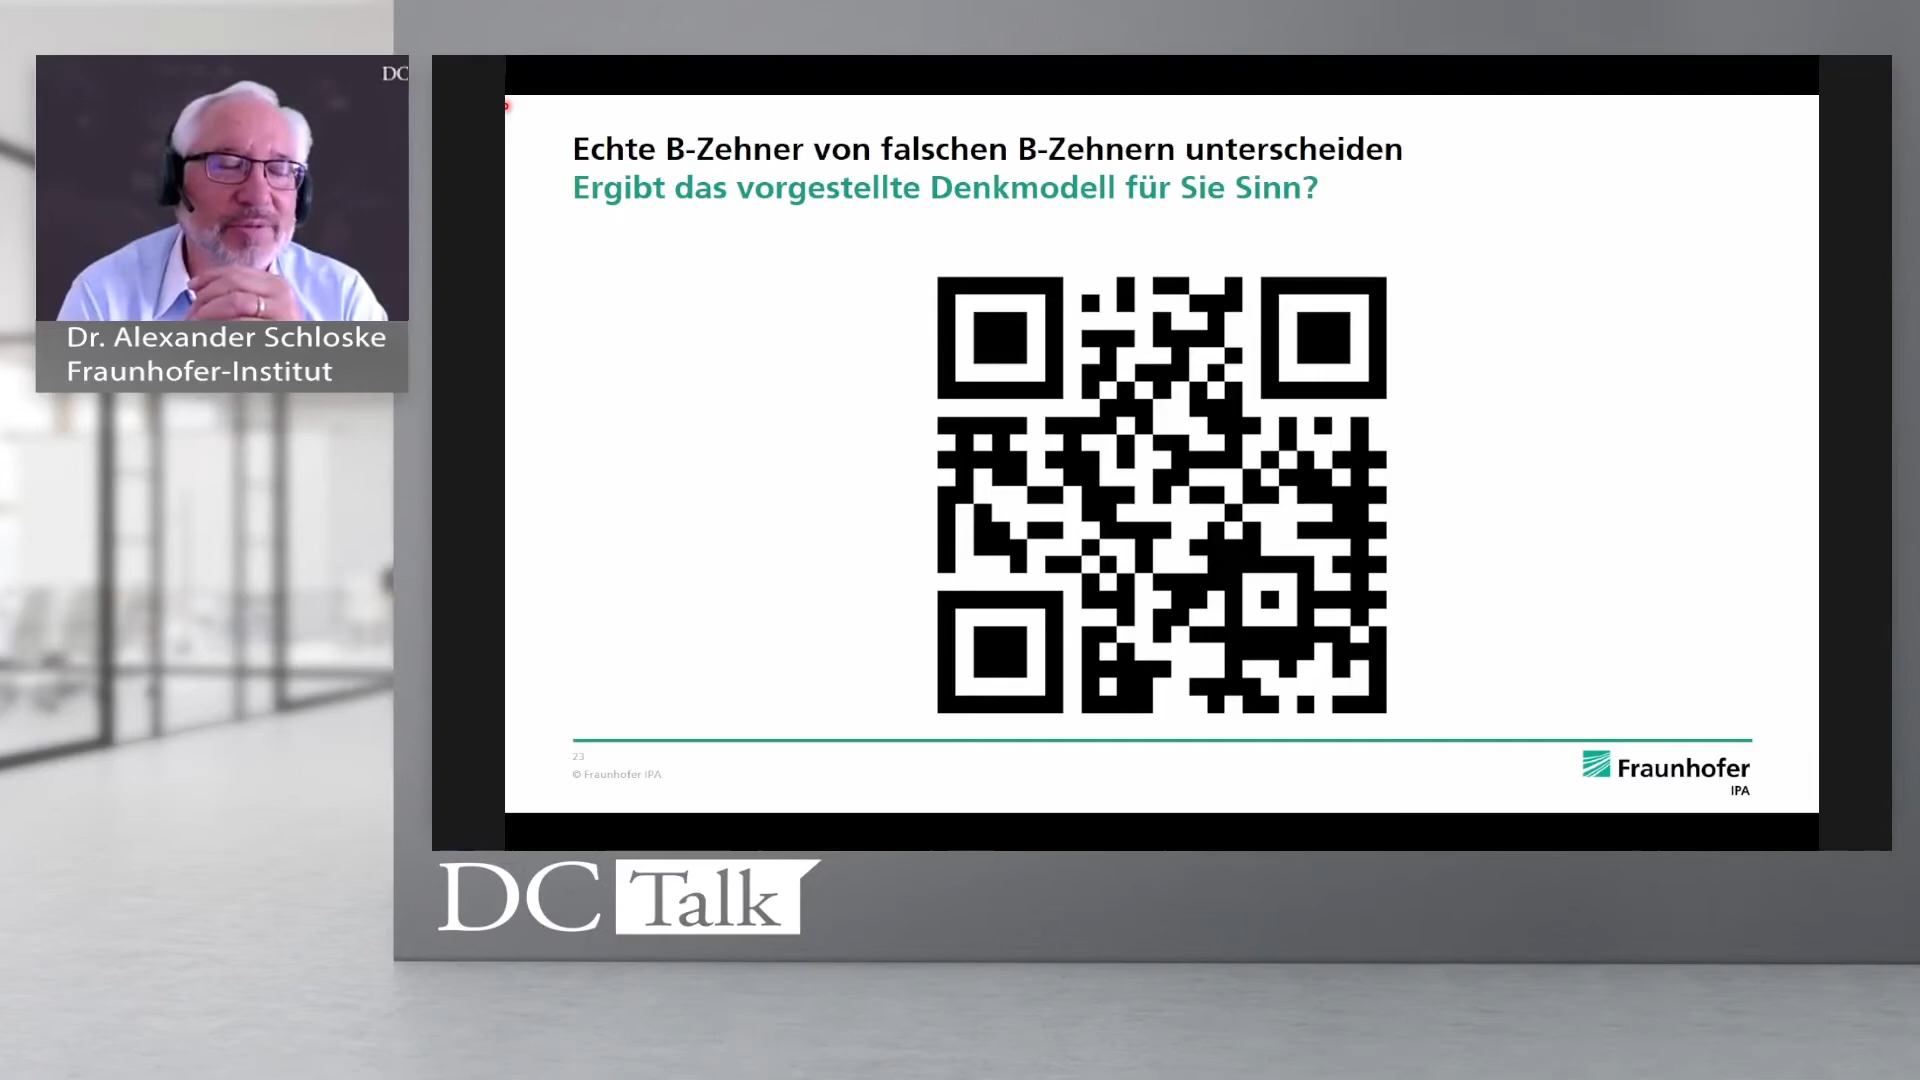 DC
Dr. Alexander Schloske
Fraunhofer-Institut
Echte B-Zehner von falschen B-Zehnern unterscheiden
Ergibt das vorgestellte Denkmodell für Sie Sinn?
23
© Fraunhofer IPA
Fraunhofer
IPA
DC Talk